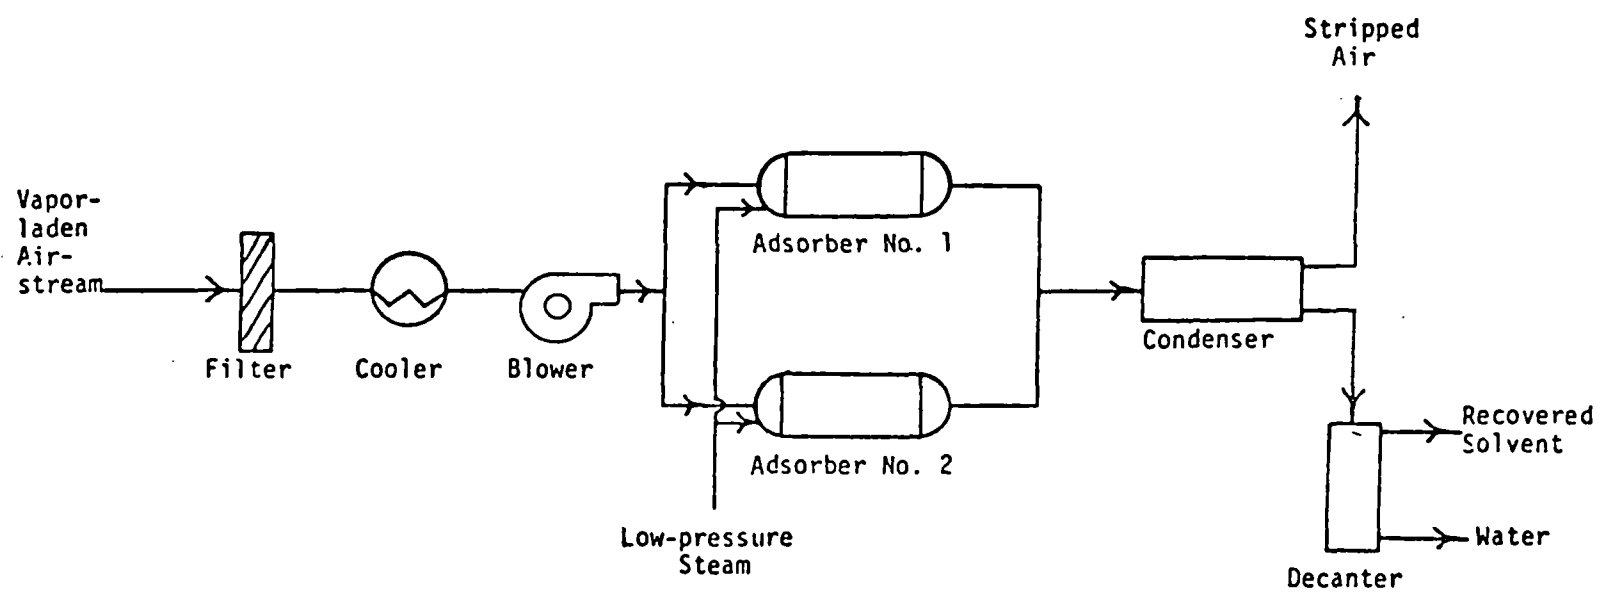 Stripped
Air
Vapor-
laden
Air-
stream
Adsorber No. 1
Filter
Cooler
Blower
Condenser
Adsorber No. 2
Recovered
Solvent
Low-pressure
Steam
Water
Decanter